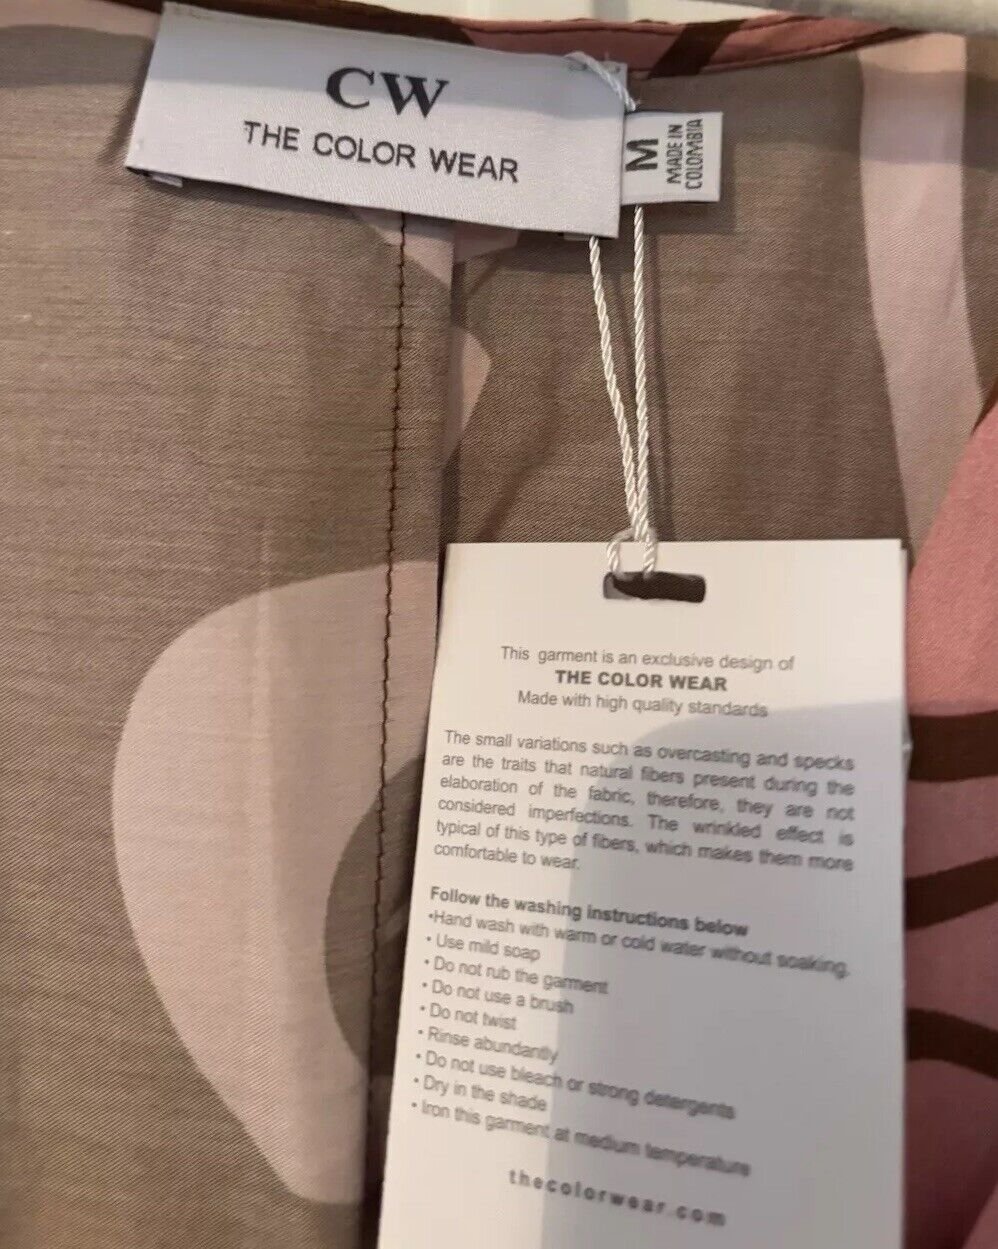 CW
THE COLOR WEAR
M
MADE IN
COLOMBIA
This garment is an exclusive design of
THE COLOR WEAR
Made with high quality standards
The small variations such as overcasting and specks
are the traits that natural fibers present during the
elaboration of the fabric, therefore, they are not
considered imperfections. The wrinkled effect is
typical of this type of fibers, which makes them more
comfortable to wear.
Follow the washing instructions below
•Hand wash with warm or cold water without soaking.
• Use mild soap
• Do not rub the garment
• Do not use a brush
• Do not twist
• Rinse abundantly
• Do not use bleach or strong detergents
• Dry in the shade
• Iron this garment at medium temperature
thecolorwear.com